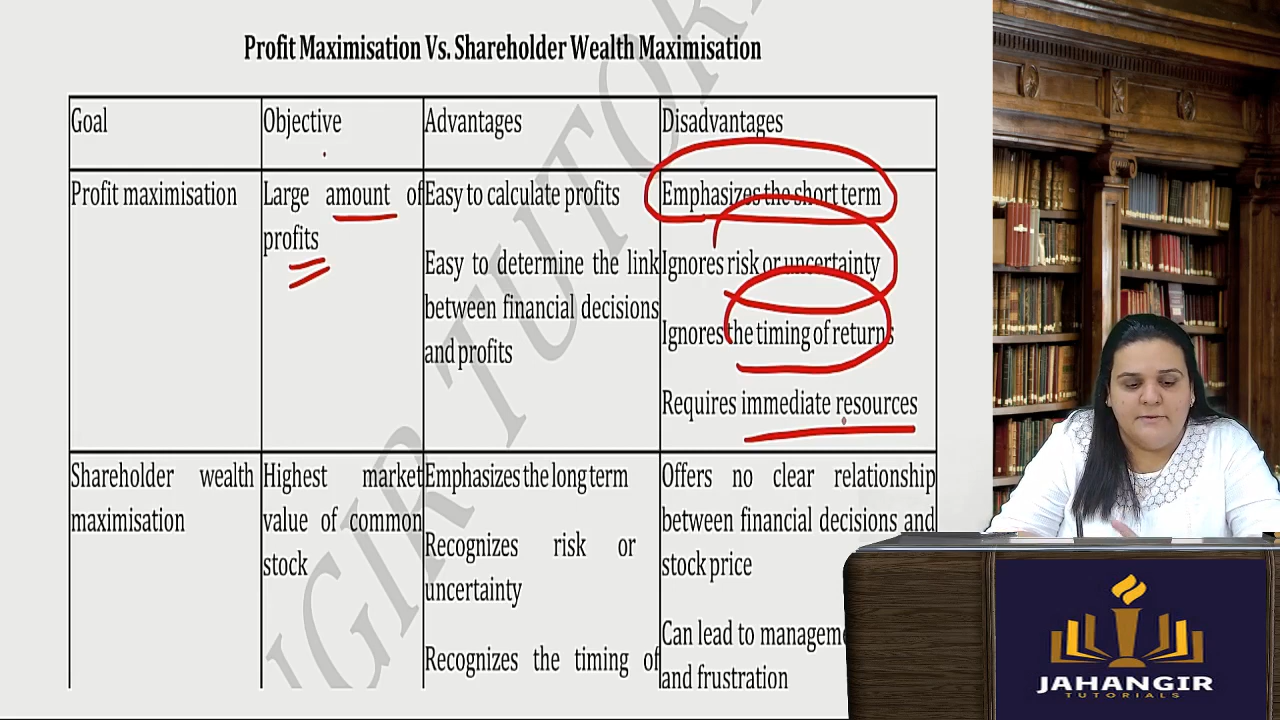 Profit Maximisation Vs. Shareholder Wealth Maximisation
Goal
Objective
Advantages
Disadvantages
Profit maximisation
Large amount of
profits
Easy to calculate profits
Easy to determine the link
between financial decisions
and profits
Emphasizes the short term
Ignores risk or uncertainty
Ignores the timing of returns
Requires immediate resources
Shareholder wealth
maximisation
Highest market
value of common
stock
Emphasizes the long term
Recognizes risk or
uncertainty
Recognizes the timing of
Offers no clear relationship
between financial decisions and
stock price
Can lead to
and frustration
JAHANGIR
TUTORIALS